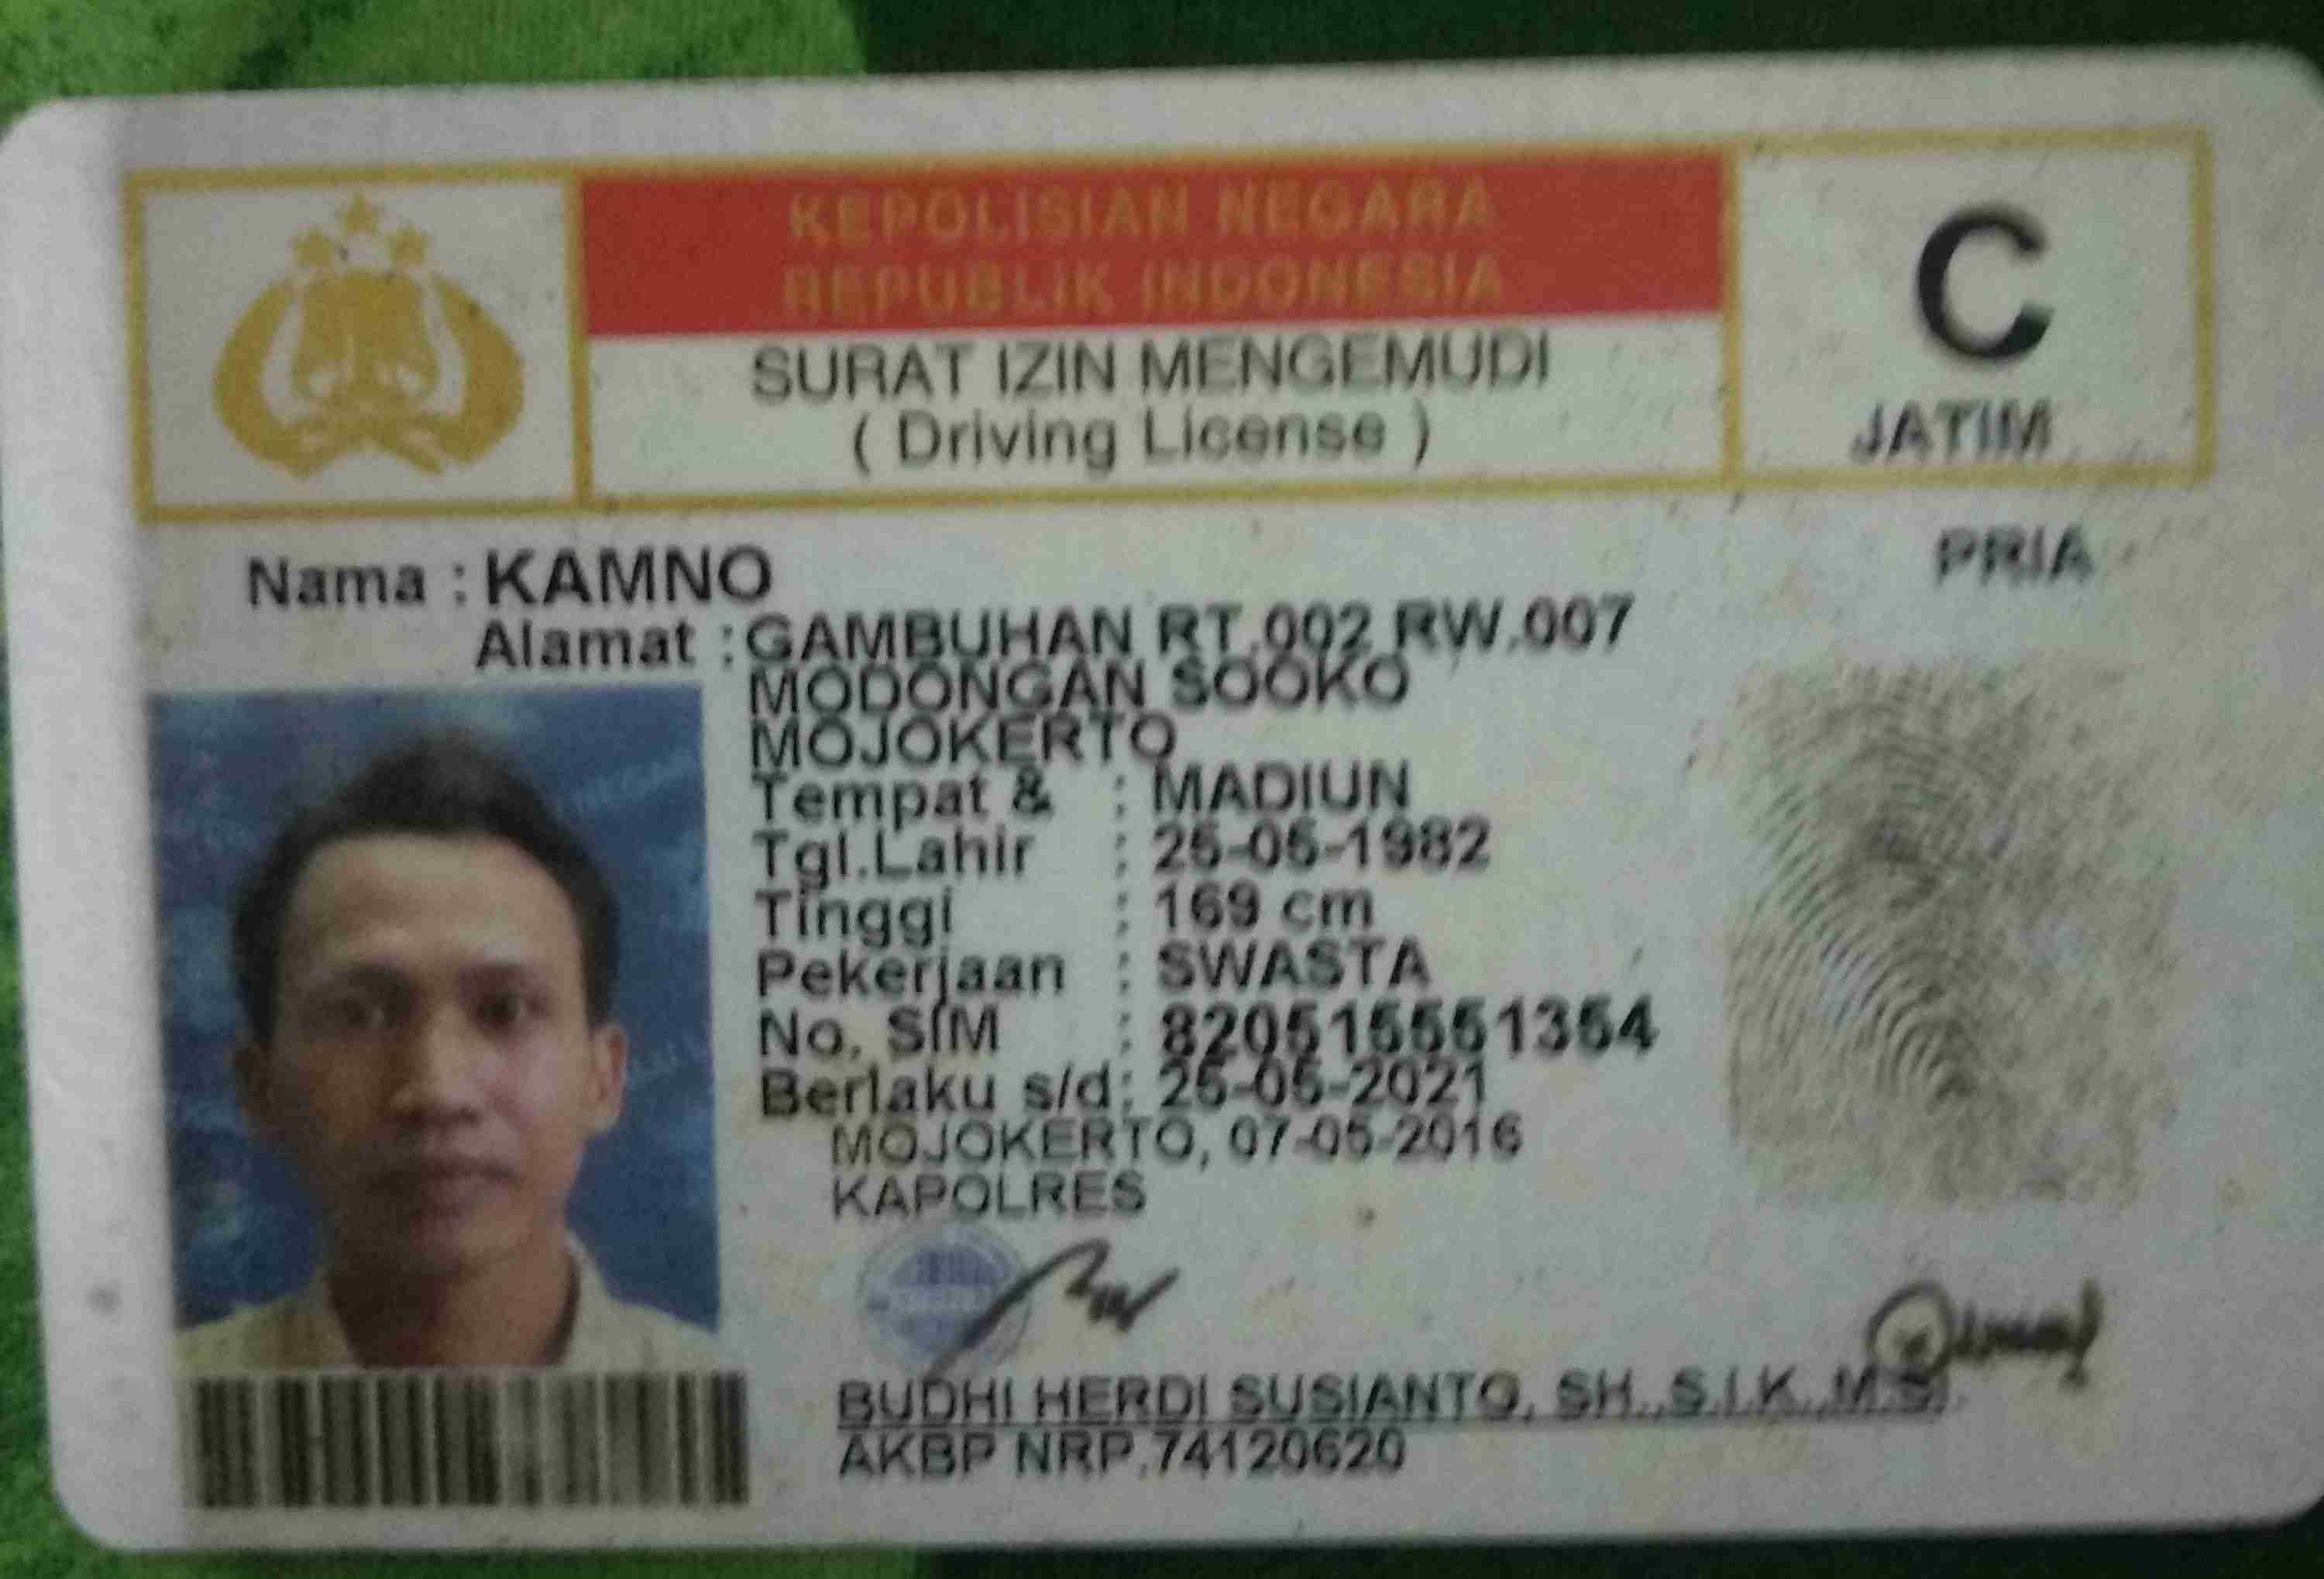 KEPOLISIAN NEGARA
REPUBLIK INDONESIA
SURAT IZIN MENGEMUDI
( Driving License )
C
JATIM
PRIA
Nama : KAMNO
Alamat : GAMBUHAN RT.002 RW.007
MODONGAN SOOKO
MOJOKERTO
Tempat & : MADIUN
Tgl.Lahir : 25-05-1982
Tinggi : 169 cm
Pekerjaan : SWASTA
No. SIM : 820515551354
Berlaku s/d: 25-05-2021
MOJOKERTO, 07-05-2016
KAPOLRES
BUDHI HERDI SUSIANTO, SH.,S.I.K.,M.Si.
AKBP NRP.74120620